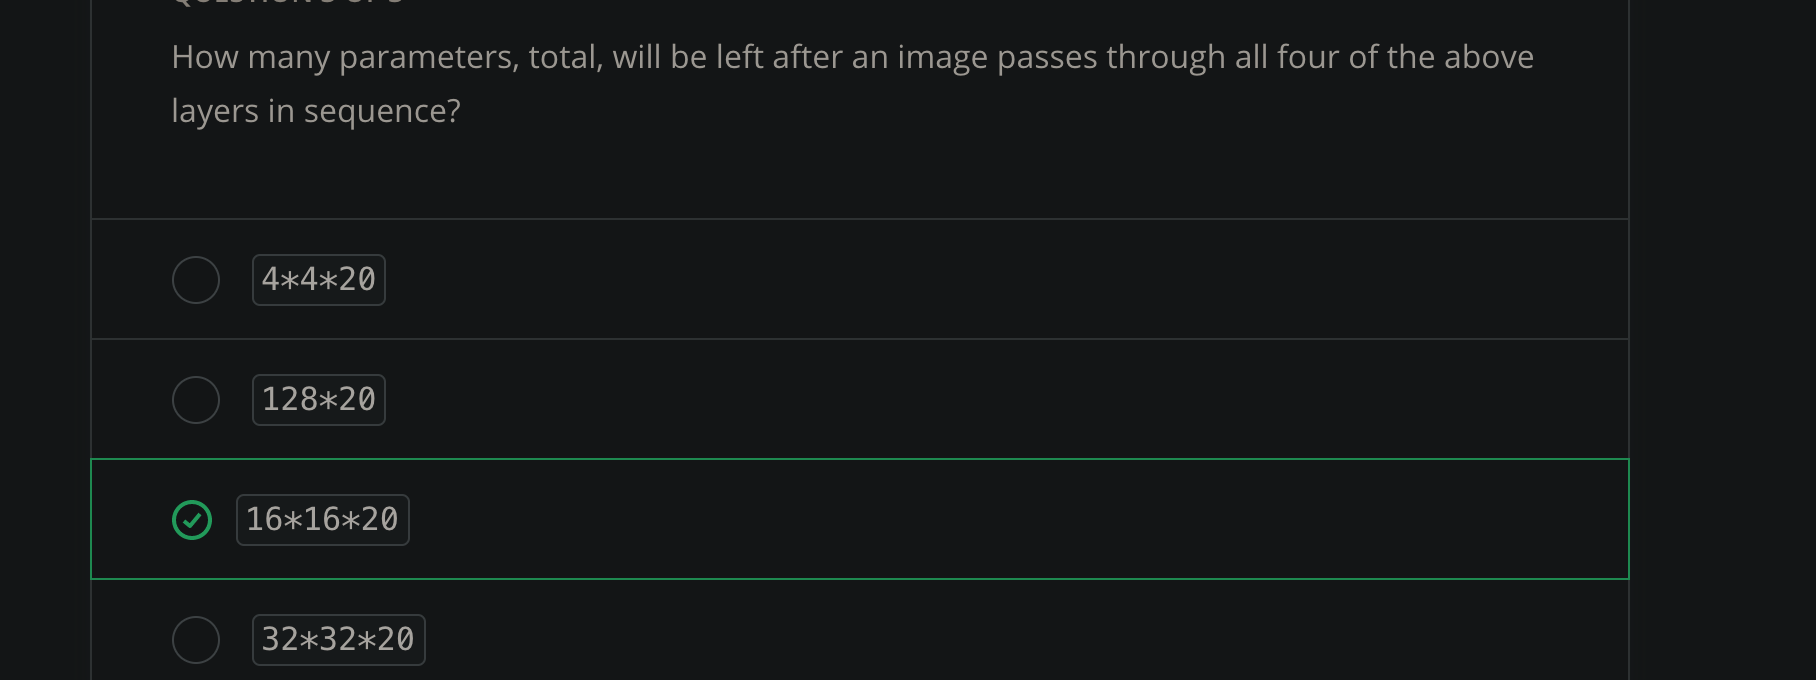 How many parameters, total, will be left after an image passes through all four of the above
layers in sequence?
4*4*20
128*20
16*16*20
32*32*20